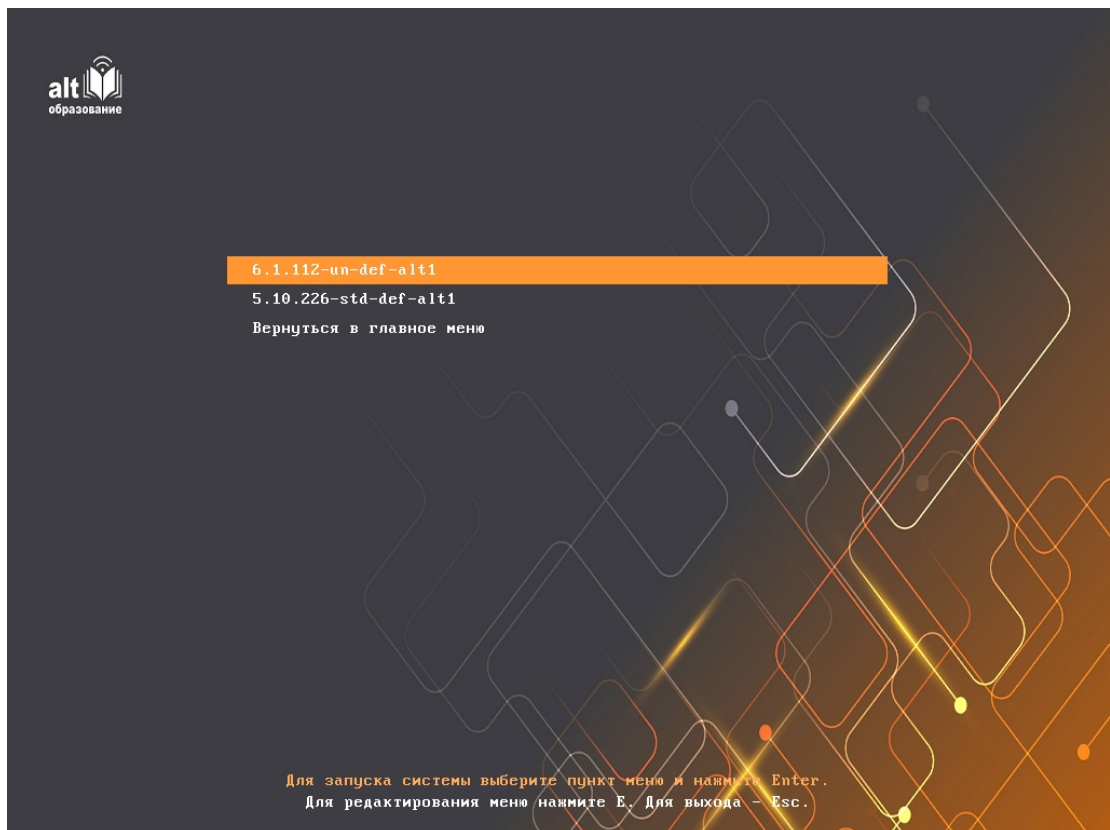 alt
образование
6.1.112-un-def-alt1
5.10.226-std-def-alt1
Вернуться в главное меню
Для запуска системы выберите пункт меню и нажмите Enter.
Для редактирования меню нажмите E. Для выхода - Esc.